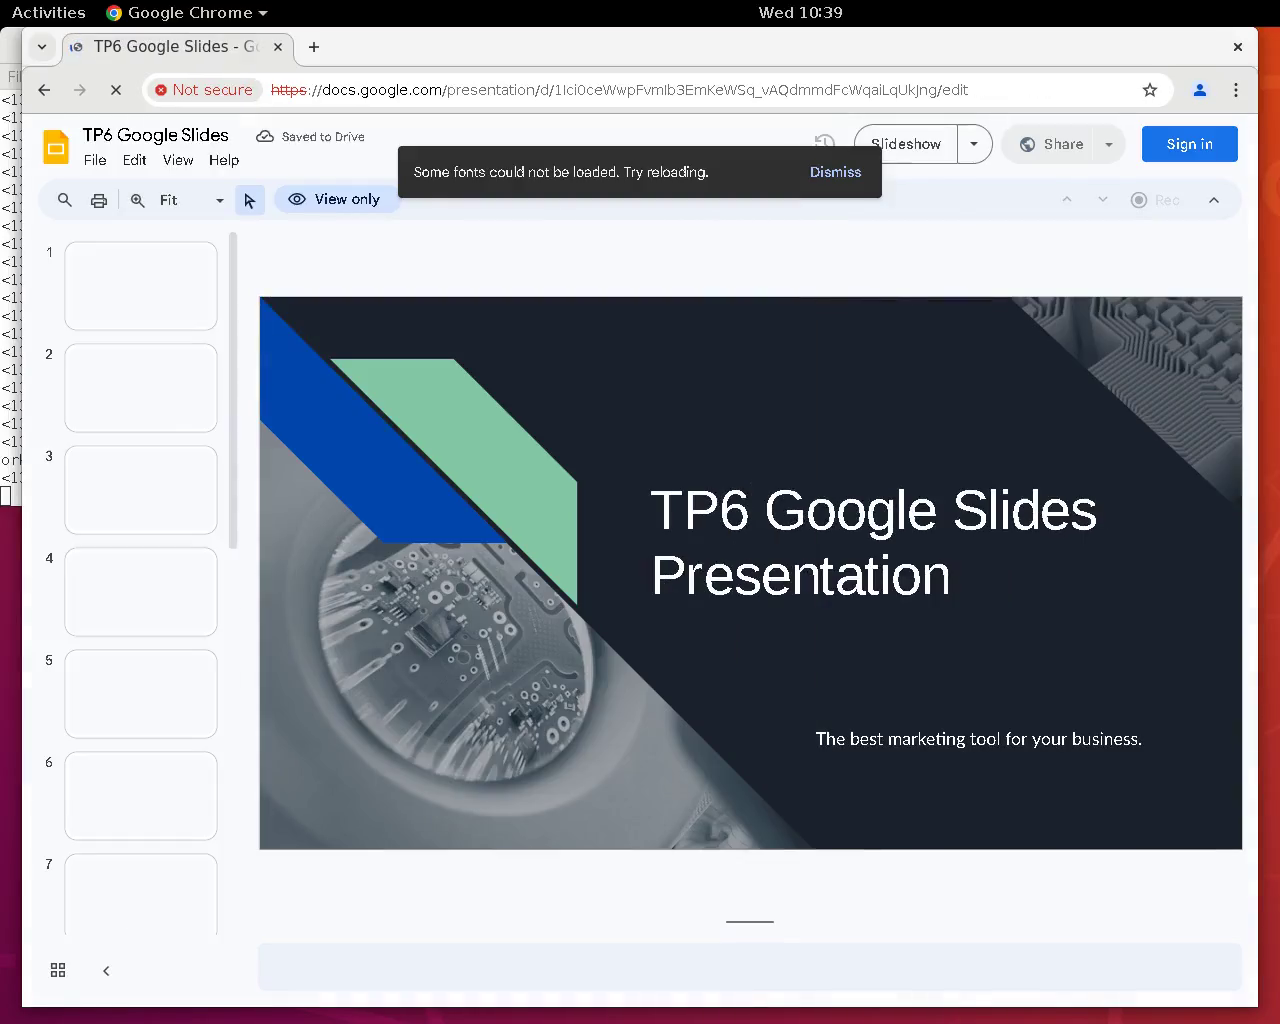 Activities Google Chrome Wed 10:39
TP6 Google Slides - Go
Not secure https://docs.google.com/presentation/d/1Ici0ceWwpFvmIb3EmKeWSq_vAQdmmdFcWqaiLqUkJng/edit
TP6 Google Slides Saved to Drive
File Edit View Help
Slideshow Share Sign in
Some fonts could not be loaded. Try reloading. Dismiss
Fit View only Rec
1
2
3
4
5
6
7
TP6 Google Slides
Presentation
The best marketing tool for your business.